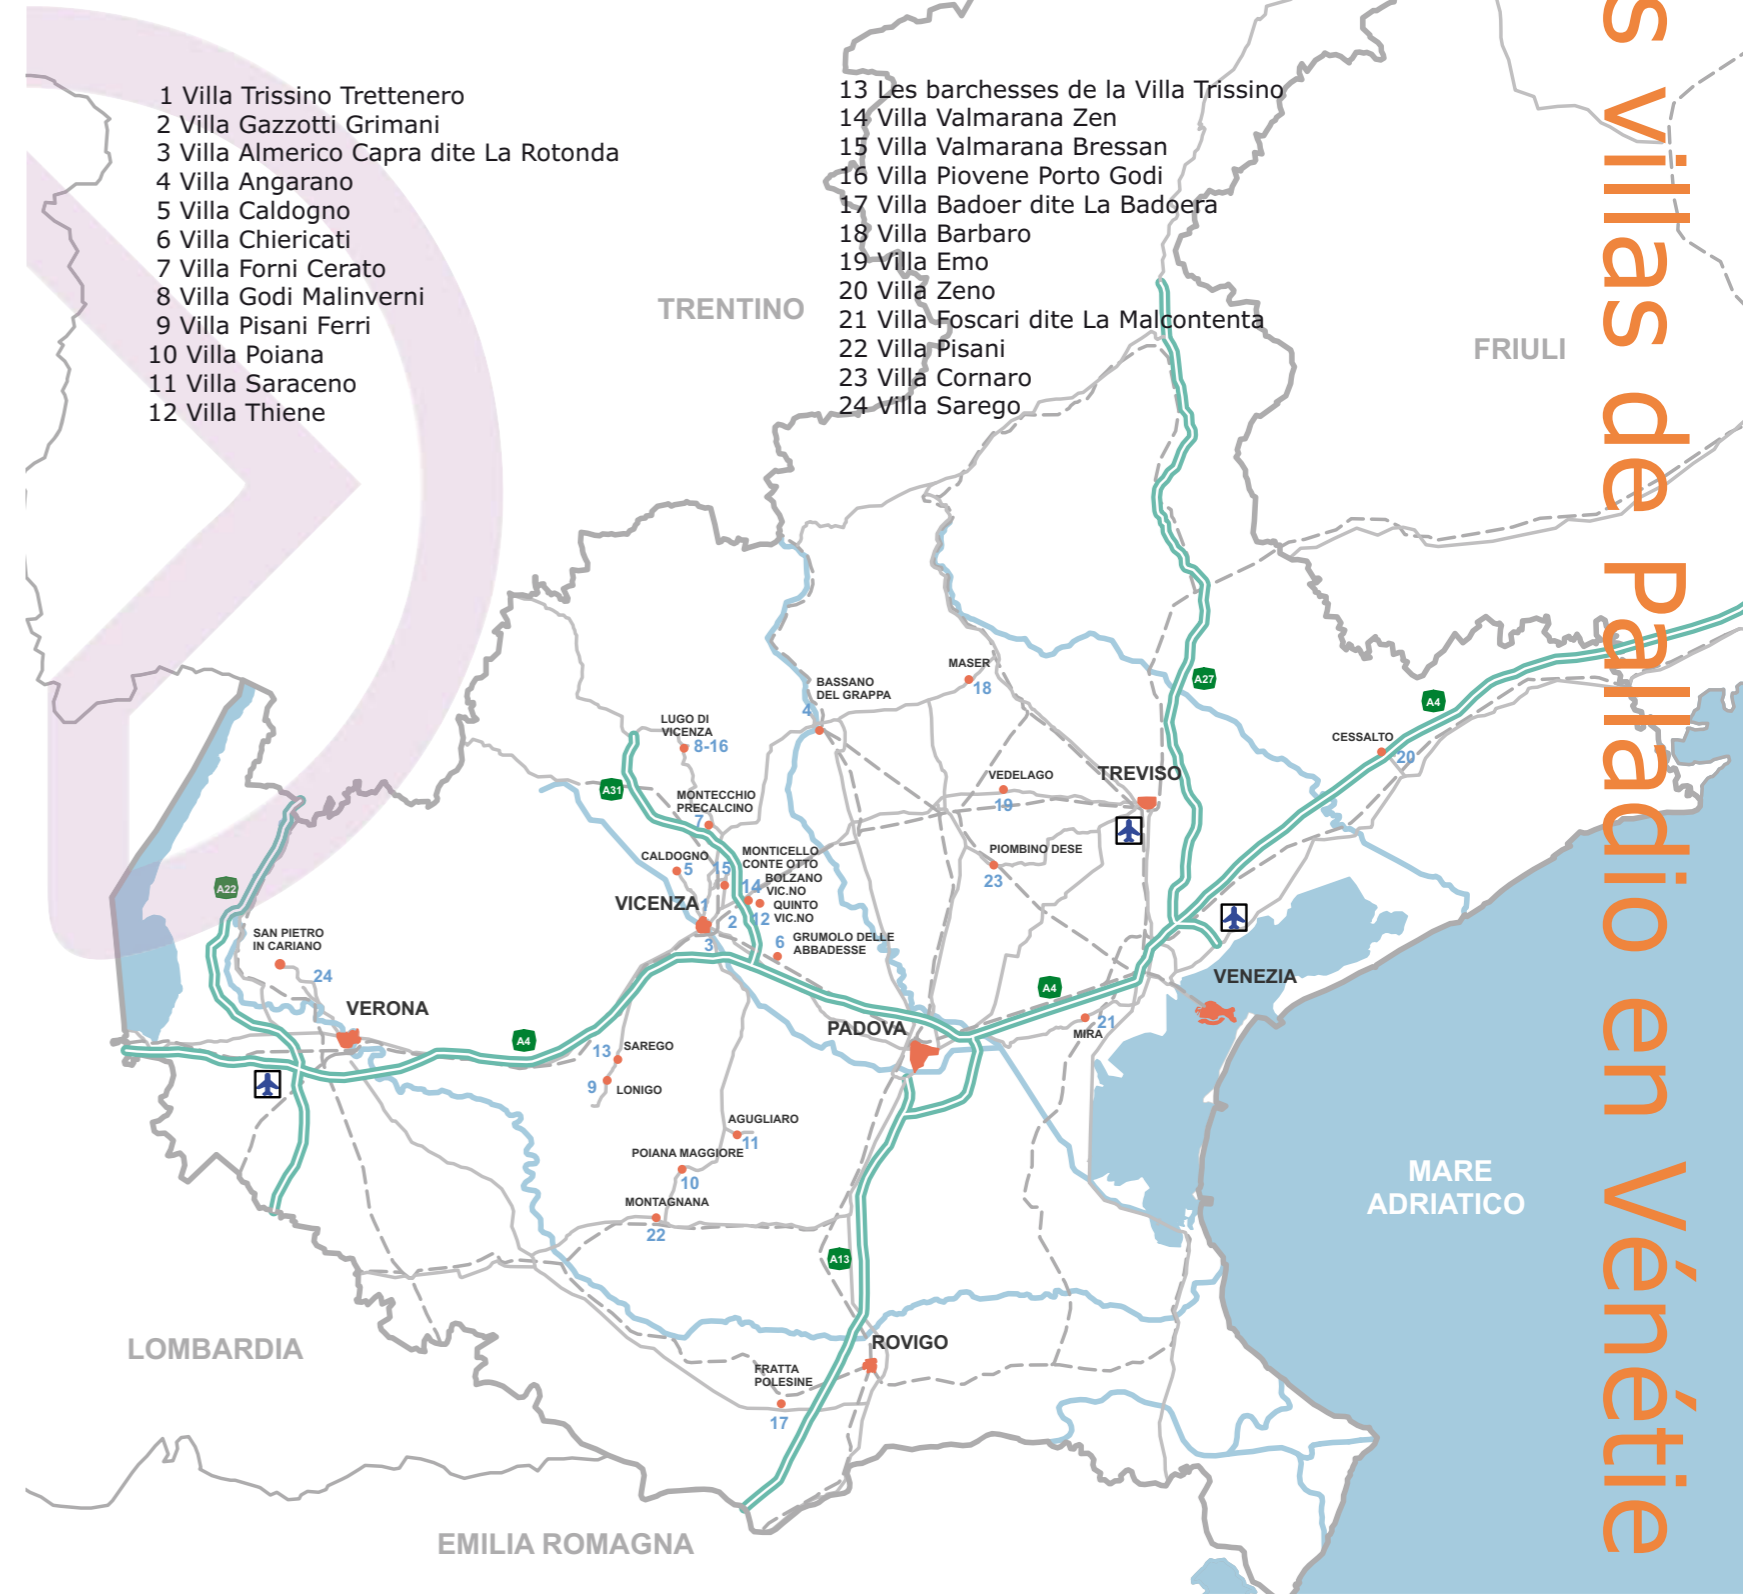 1 Villa Trissino Trettenero
2 Villa Gazzotti Grimani
3 Villa Almerico Capra dite La Rotonda
4 Villa Angarano
5 Villa Caldogno
6 Villa Chiericati
7 Villa Forni Cerato
8 Villa Godi Malinverni
9 Villa Pisani Ferri
10 Villa Poiana
11 Villa Saraceno
12 Villa Thiene
13 Les barchesses de la Villa Trissino
14 Villa Valmarana Zen
15 Villa Valmarana Bressan
16 Villa Piovene Porto Godi
17 Villa Badoer dite La Badoera
18 Villa Barbaro
19 Villa Emo
20 Villa Zeno
21 Villa Foscari dite La Malcontenta
22 Villa Pisani
23 Villa Cornaro
24 Villa Sarego
s villas de Palladio en Vénétie
TRENTINO
FRIULI
MASER
18
BASSANO
DEL GRAPPA
4
A27
A4
LUGO DI
VICENZA
8-16
CESSALTO
20
VEDELAGO
19
TREVISO
A31
MONTECCHIO
PRECALCINO
7
CALDOGNO
5
15
MONTICELLO
CONTE OTTO
PIOMBINO DESE
23
14
BOLZANO
VIC.NO
A22
VICENZA
1
2
12
QUINTO
VIC.NO
3
6
GRUMOLO DELLE
ABBADESSE
SAN PIETRO
IN CARIANO
24
VENEZIA
A4
VERONA
PADOVA
21
MIRA
A4
13
SAREGO
9
LONIGO
AGUGLIARO
11
POIANA MAGGIORE
10
MONTAGNANA
22
MARE
ADRIATICO
A13
LOMBARDIA
ROVIGO
FRATTA
POLESINE
17
EMILIA ROMAGNA